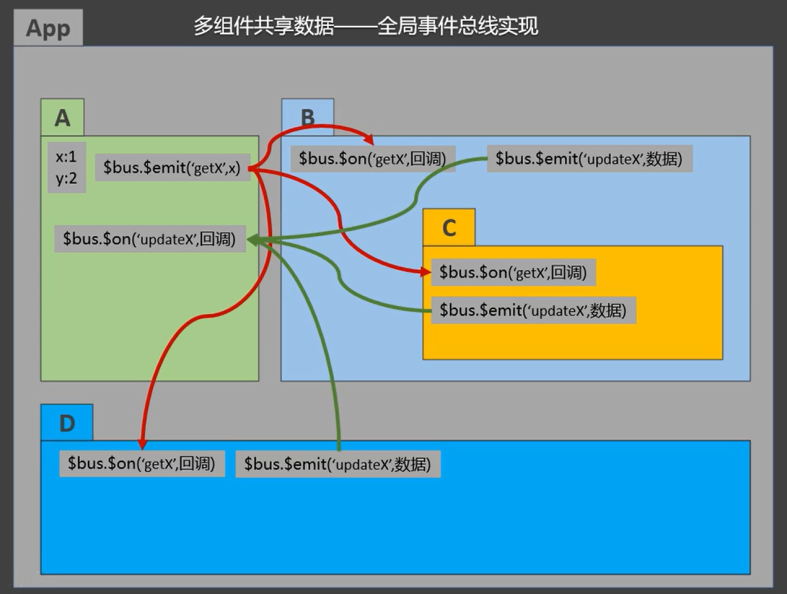 App
多组件共享数据——全局事件总线实现
A
B
x:1
y:2
$bus.$emit(‘getX’,x)
$bus.$on(‘getX’,回调)
$bus.$emit(‘updateX’,数据)
$bus.$on(‘updateX’,回调)
C
$bus.$on(‘getX’,回调)
$bus.$emit(‘updateX’,数据)
D
$bus.$on(‘getX’,回调)
$bus.$emit(‘updateX’,数据)